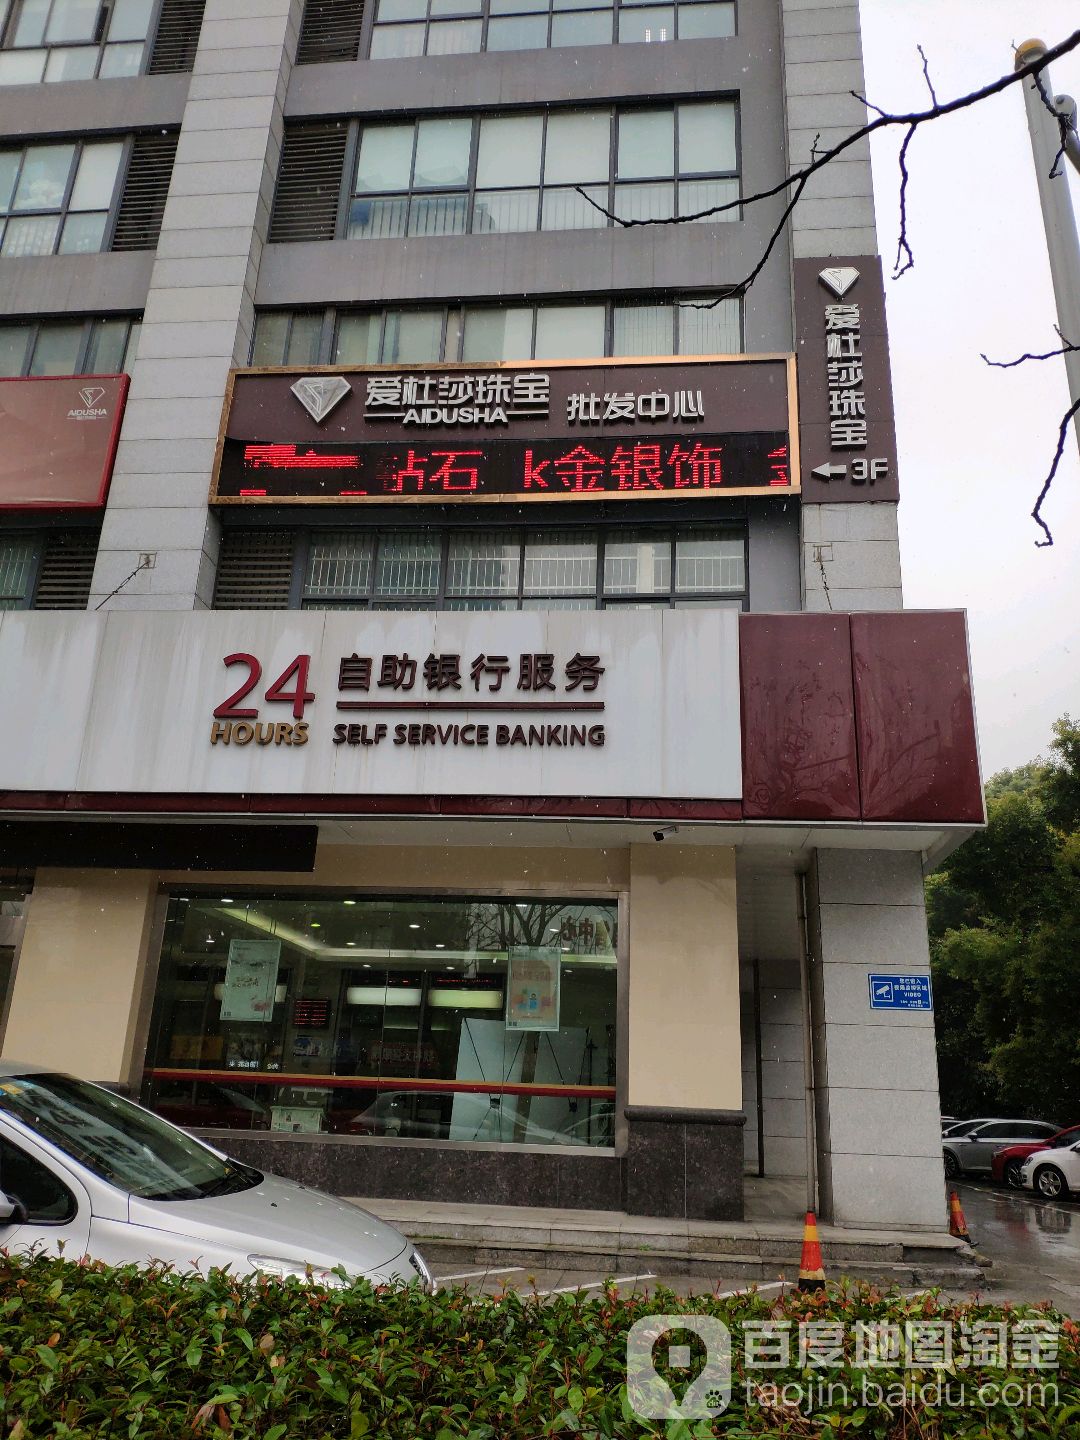 爱杜莎珠宝
3F
AIDUSHA
爱杜莎珠宝
AIDUSHA
批发中心
钻石 k金银饰
24
HOURS
自助银行服务
SELF SERVICE BANKING
VIDEO
百度地图淘金
taojin.baidu.com